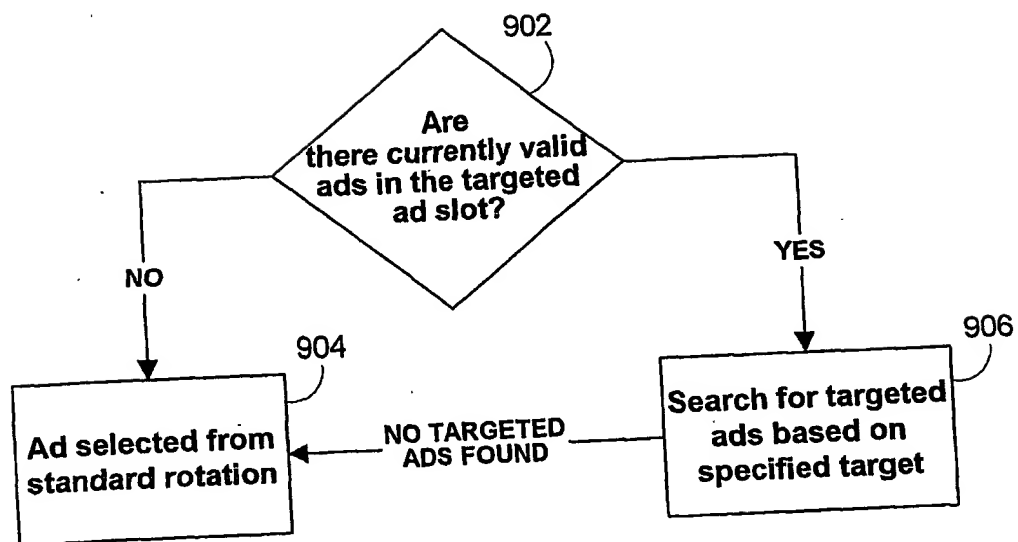 902
Are
there currently valid
ads in the targeted
ad slot?
NO
YES
904
906
Ad selected from
standard rotation
NO TARGETED
ADS FOUND
Search for targeted
ads based on
specified target